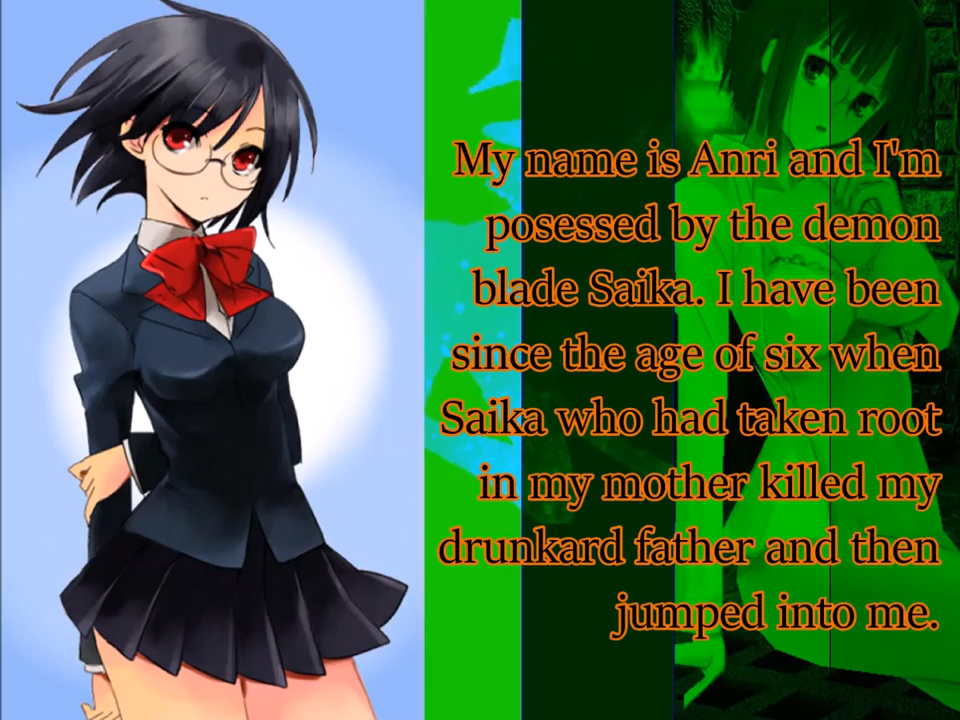 My name is Anri and I'm
posessed by the demon
blade Saika. I have been
since the age of six when
Saika who had taken root
in my mother killed my
drunkard father and then
jumped into me.